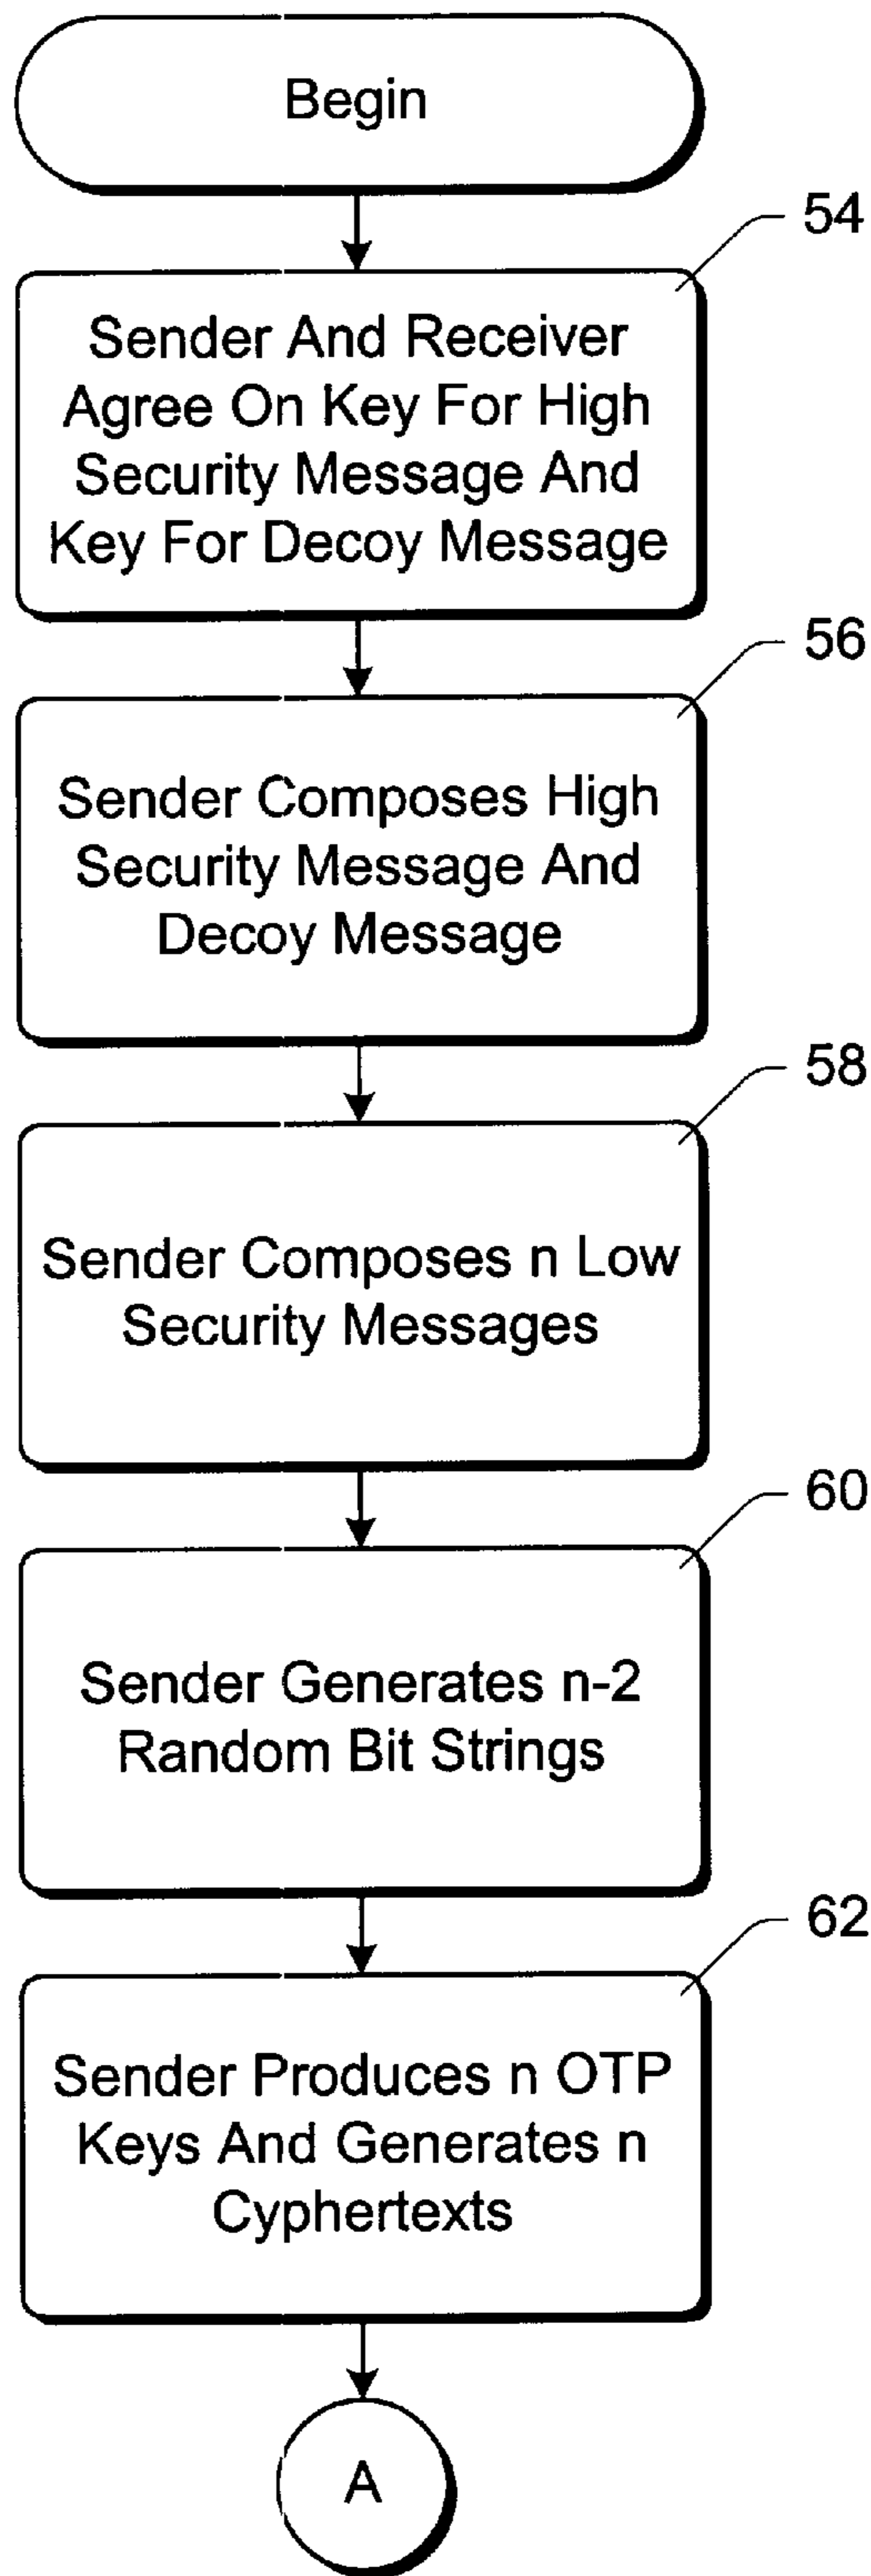 Begin
54
Sender And Receiver
Agree On Key For High
Security Message And
Key For Decoy Message
56
Sender Composes High
Security Message And
Decoy Message
58
Sender Composes n Low
Security Messages
60
Sender Generates n-2
Random Bit Strings
62
Sender Produces n OTP
Keys And Generates n
Cyphertexts
A